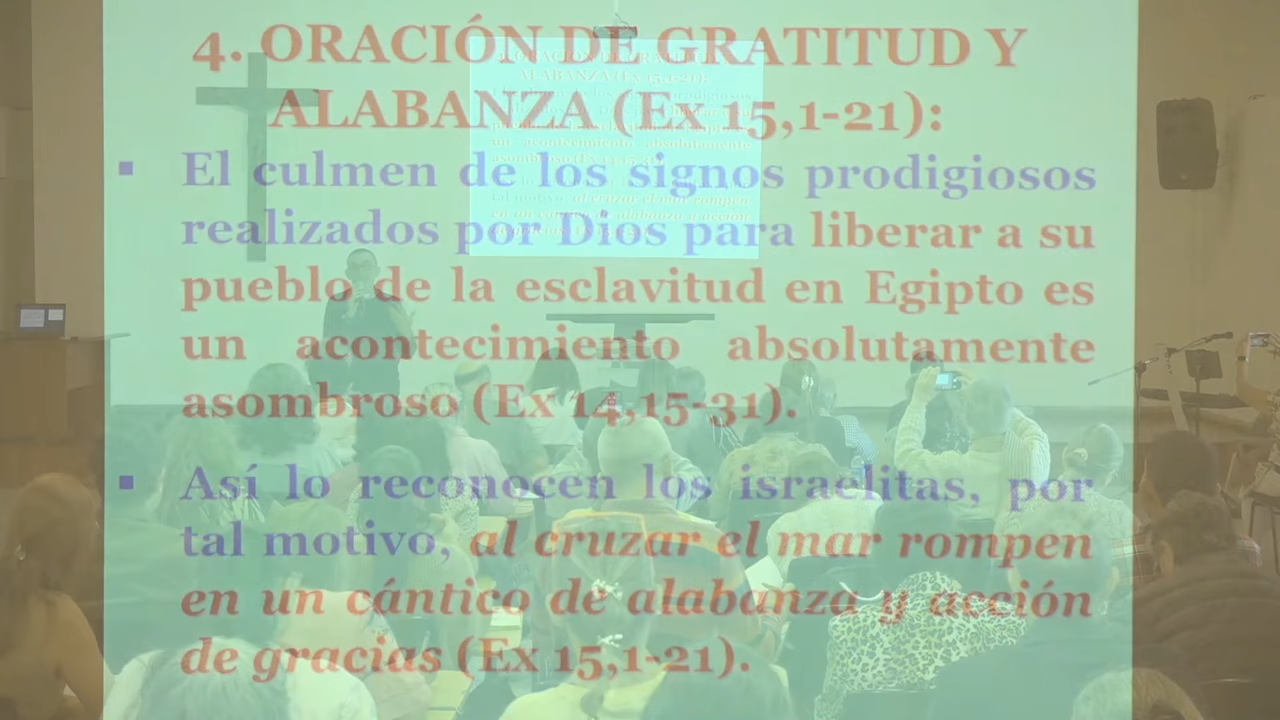 4. ORACIÓN DE GRATITUD Y
ALABANZA (Ex 15,1-21):
▪ El culmen de los signos prodigiosos
realizados por Dios para liberar a su
pueblo de la esclavitud en Egipto es
un acontecimiento absolutamente
asombroso (Ex 14,15-31).
▪ Así lo reconocen los israelitas, por
tal motivo, al cruzar el mar rompen
en un cántico de alabanza y acción
de gracias (Ex 15,1-21).